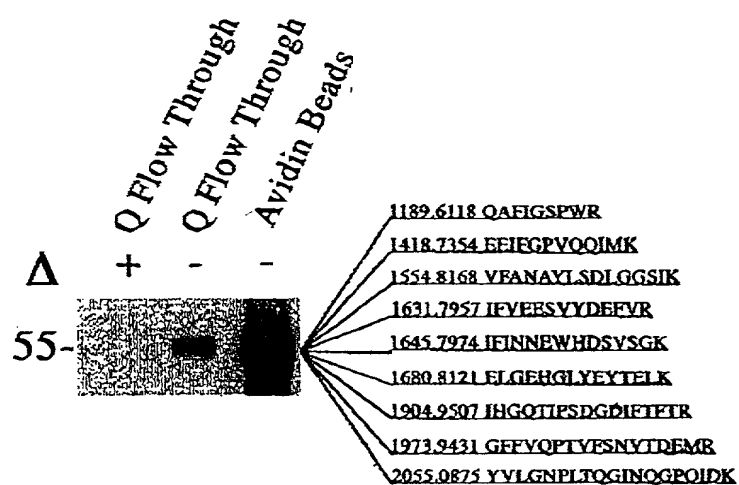 Q Flow Through
Q Flow Through
Avidin Beads
Δ + - -
55-
1189.6118 QAFIGSPWR
1418.7354 EEIFGPVQQIMK
1554.8168 VFANAYLSDLGGSIK
1631.7957 IFVEESVYDEFVR
1645.7974 IFINNEWHDSVSGK
1680.8121 ELGEHGLYEYTELK
1904.9507 IHGQTIPSDGDIFTFTR
1973.9431 GFFVQPTVFSNVTDEMR
2055.0875 YVLGNPLTQGINQGPQIDK